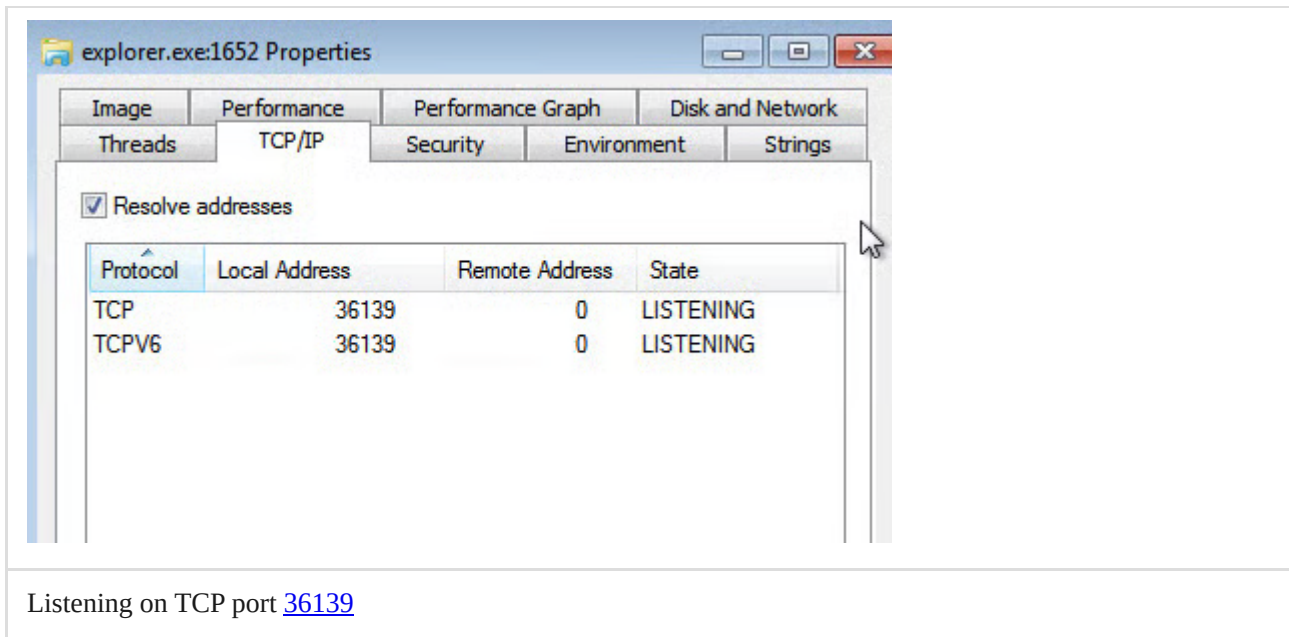 explorer.exe:1652 Properties
Image Performance Performance Graph Disk and Network
Threads TCP/IP Security Environment Strings
Resolve addresses
Protocol Local Address Remote Address State
TCP 36139 0 LISTENING
TCPV6 36139 0 LISTENING
Listening on TCP port 36139